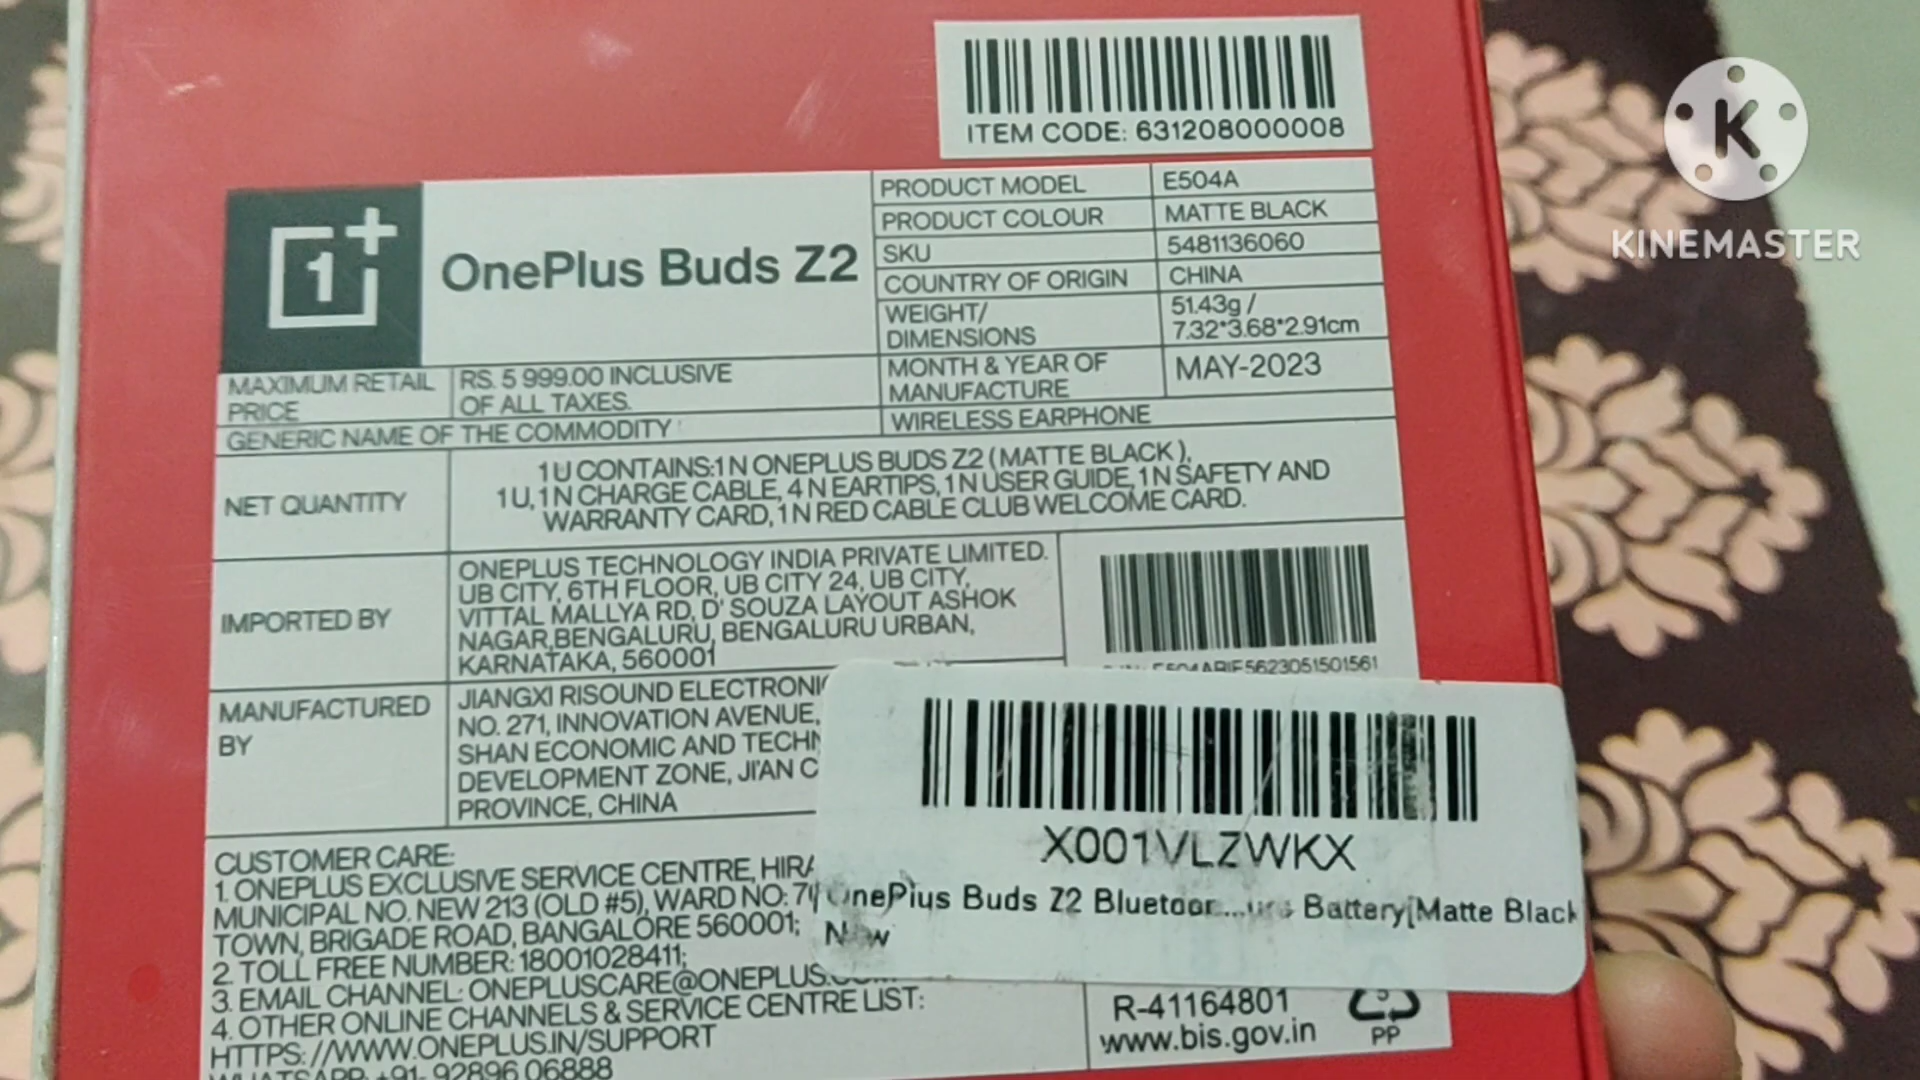 ITEM CODE: 631208000008
K
KINEMASTER
1+
OnePlus Buds Z2
PRODUCT MODEL E504A
PRODUCT COLOUR MATTE BLACK
SKU 5481136060
COUNTRY OF ORIGIN CHINA
WEIGHT/ 51.43g /
DIMENSIONS 7.32*3.68*2.91cm
MONTH & YEAR OF MAY-2023
MANUFACTURE
MAXIMUM RETAIL RS. 5 999.00 INCLUSIVE
PRICE OF ALL TAXES.
GENERIC NAME OF THE COMMODITY WIRELESS EARPHONE
NET QUANTITY
1U CONTAINS:1 N ONEPLUS BUDS Z2 ( MATTE BLACK ),
1U, 1 N CHARGE CABLE, 4 N EARTIPS, 1 N USER GUIDE, 1 N SAFETY AND
WARRANTY CARD, 1 N RED CABLE CLUB WELCOME CARD.
IMPORTED BY
ONEPLUS TECHNOLOGY INDIA PRIVATE LIMITED.
UB CITY, 6TH FLOOR, UB CITY 24, UB CITY,
VITTAL MALLYA RD, D' SOUZA LAYOUT ASHOK
NAGAR,BENGALURU, BENGALURU URBAN,
KARNATAKA, 560001
MANUFACTURED
BY
JIANGXI RISOUND ELECTRONI
NO. 271, INNOVATION AVENUE,
SHAN ECONOMIC AND TECHN
DEVELOPMENT ZONE, JI'AN C
PROVINCE, CHINA
X001VLZWKX
OnePlus Buds Z2 ... Battery[Matte Black
New
CUSTOMER CARE:
1. ONEPLUS EXCLUSIVE SERVICE CENTRE, HIRA
MUNICIPAL NO. NEW 213 (OLD #5), WARD NO: 7
TOWN, BRIGADE ROAD, BANGALORE 560001;
2. TOLL FREE NUMBER: 18001028411;
3. EMAIL CHANNEL: ONEPLUSCARE@ONEPLUS.
4. OTHER ONLINE CHANNELS & SERVICE CENTRE LIST:
HTTPS: //WWW.ONEPLUS.IN/SUPPORT
WHATSAPP: +91- 92896 06888
R-41164801
www.bis.gov.in
5
PP